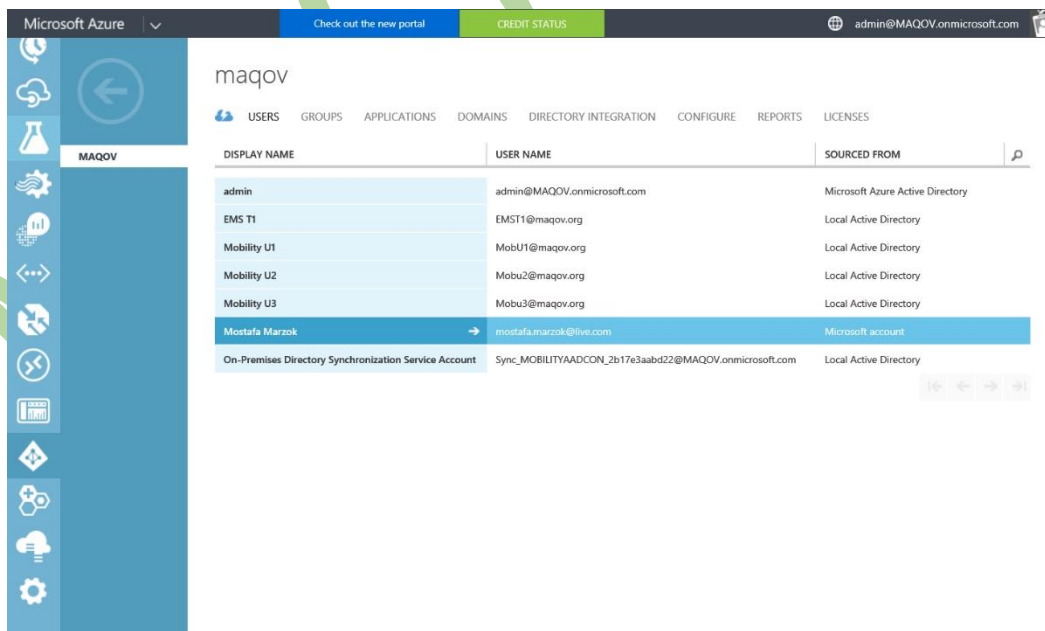 Microsoft Azure Check out the new portal CREDIT STATUS admin@MAQOV.onmicrosoft.com
maqov
USERS GROUPS APPLICATIONS DOMAINS DIRECTORY INTEGRATION CONFIGURE REPORTS LICENSES
MAQOV
DISPLAY NAME USER NAME SOURCED FROM
admin admin@MAQOV.onmicrosoft.com Microsoft Azure Active Directory
EMS T1 EMST1@maqov.org Local Active Directory
Mobility U1 MobU1@maqov.org Local Active Directory
Mobility U2 Mobu2@maqov.org Local Active Directory
Mobility U3 Mobu3@maqov.org Local Active Directory
Mostafa Marzok mostafa.marzok@live.com Microsoft account
On-Premises Directory Synchronization Service Account Sync_MOBILITYAADCON_2b17e3aabd22@MAQOV.onmicrosoft.com Local Active Directory